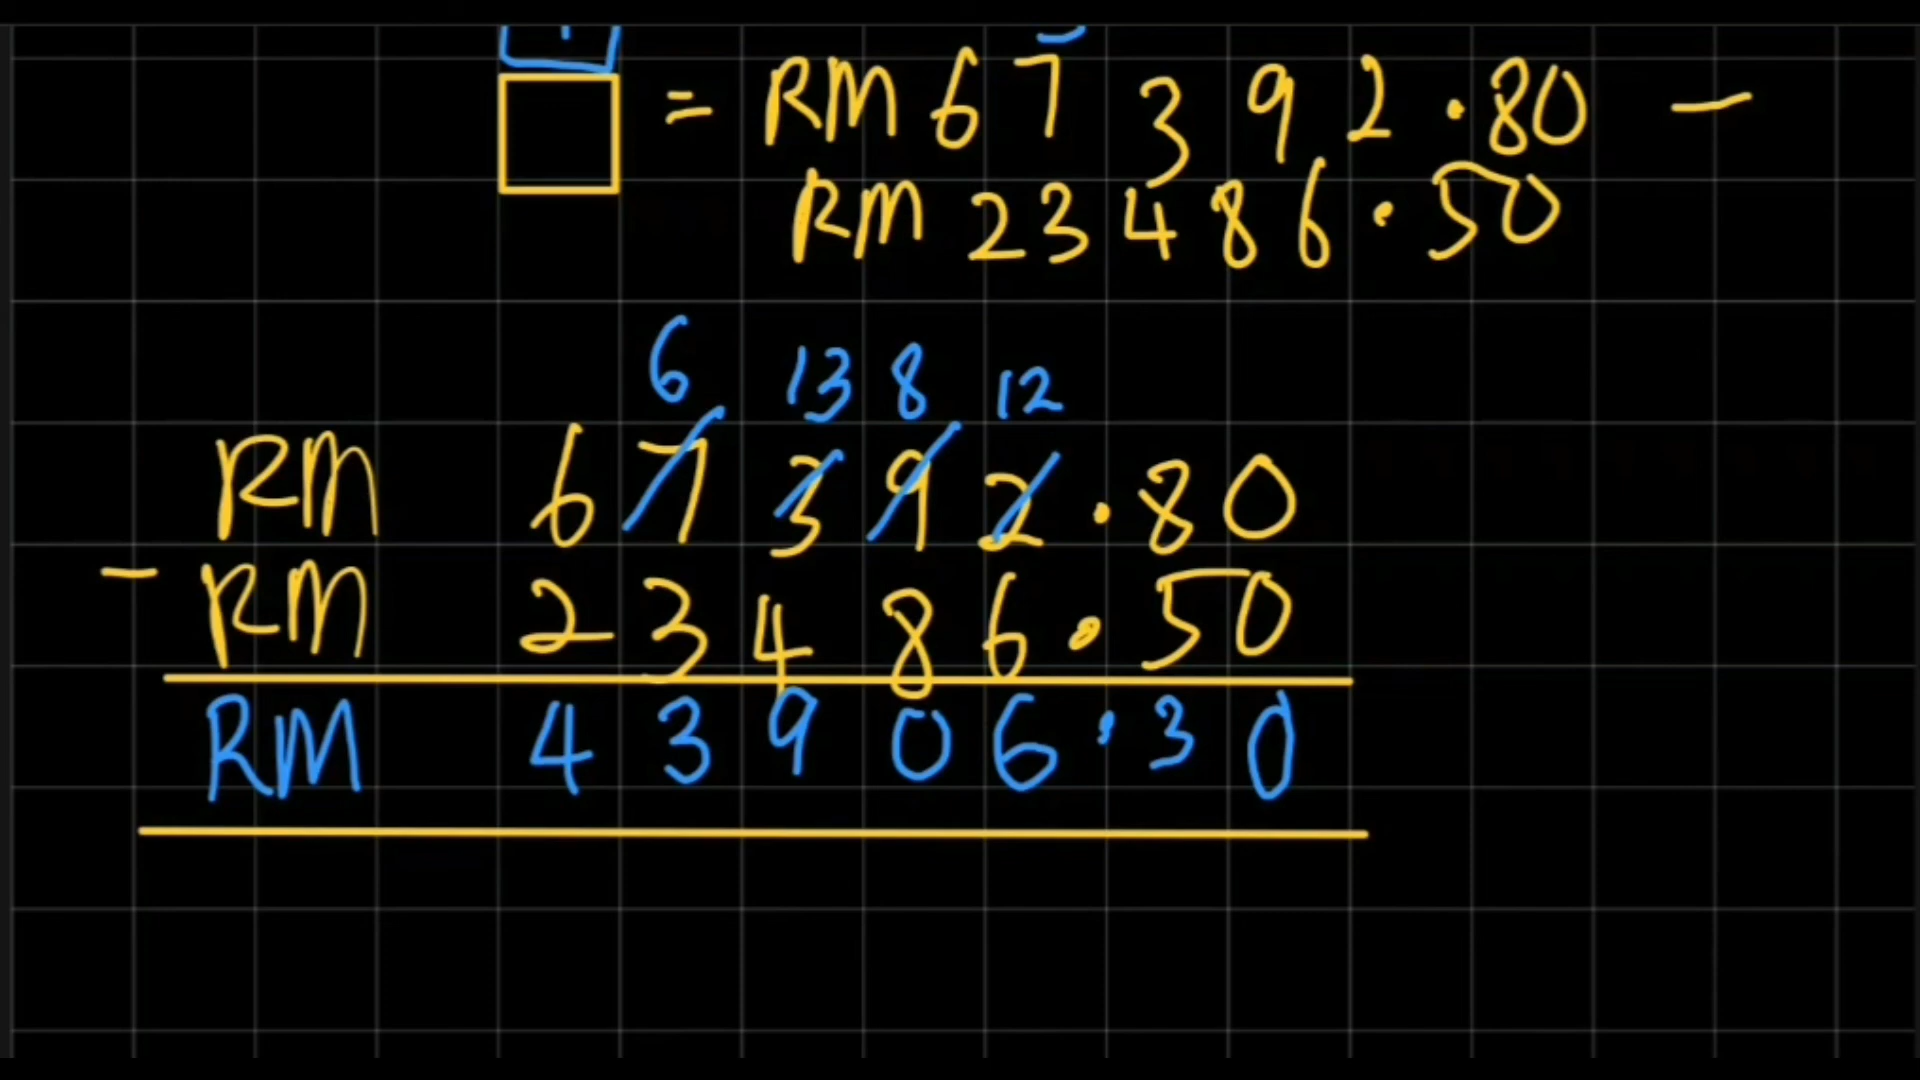 = RM 67 392.80 -
RM 23 486.50
6 13 8 12
RM 67392.80
- RM 23486.50
RM 43906.30